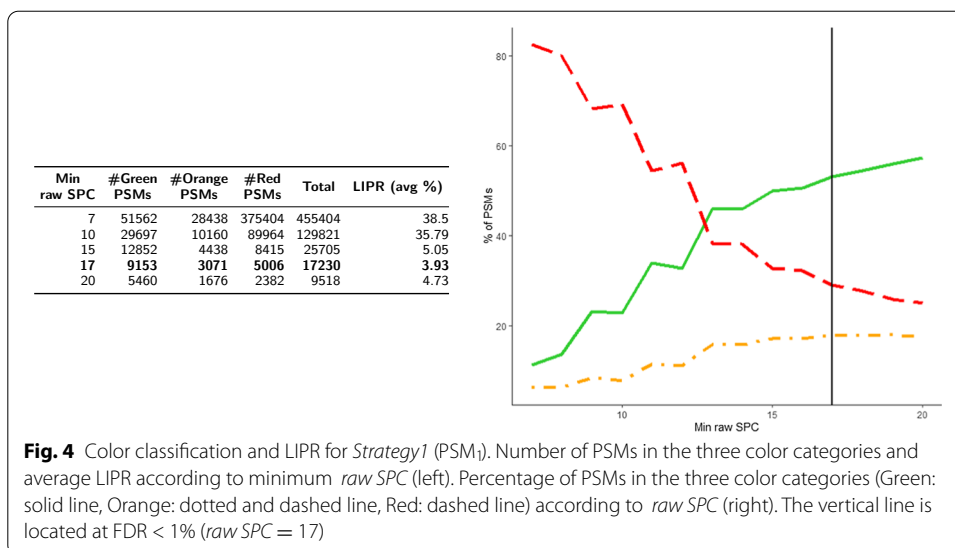 Min raw SPC #Green PSMs #Orange PSMs #Red PSMs Total LIPR (avg %)
7 51562 28438 375404 455404 38.5
10 29697 10160 89964 129821 35.79
15 12852 4438 8415 25705 5.05
17 9153 3071 5006 17230 3.93
20 5460 1676 2382 9518 4.73
80
60
40
20
% of PSMs
10 15 20
Min raw SPC
Fig. 4 Color classification and LIPR for Strategy1 (PSM₁). Number of PSMs in the three color categories and
average LIPR according to minimum raw SPC (left). Percentage of PSMs in the three color categories (Green:
solid line, Orange: dotted and dashed line, Red: dashed line) according to raw SPC (right). The vertical line is
located at FDR < 1% (raw SPC = 17)